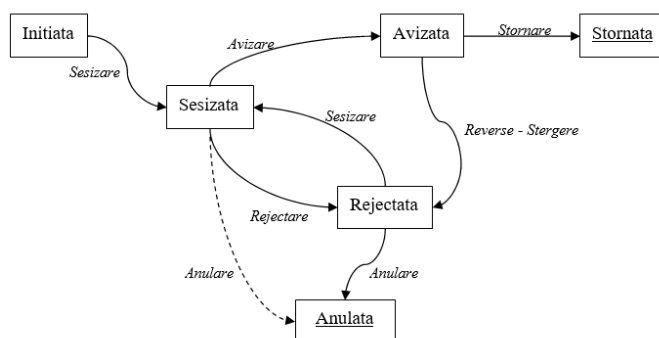 Initiata
Avizata
Stornare
Stornata
Avizare
Sesizare
Sesizata
Sesizare
Reverse - Stergere
Rejectata
Rejectare
Anulare
Anulare
Anulata